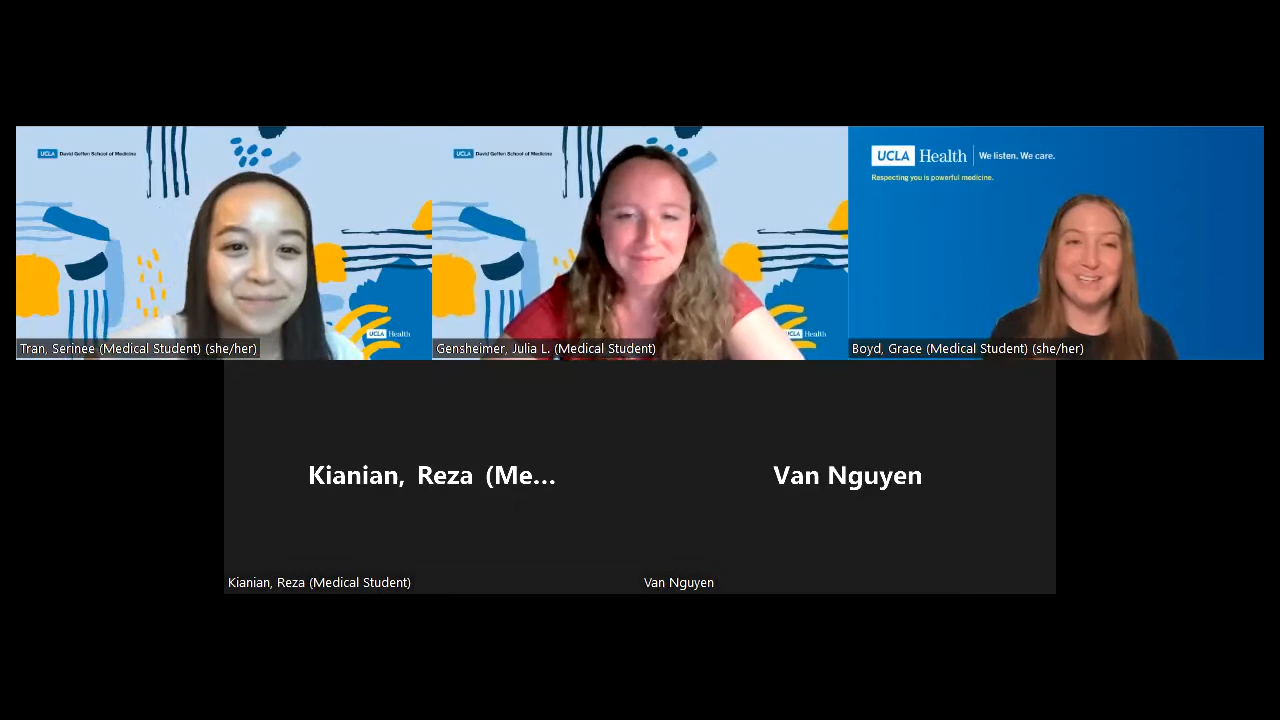 UCLA David Geffen School of Medicine
UCLA Health
Tran, Serinee (Medical Student) (she/her)
UCLA David Geffen School of Medicine
UCLA Health
Gensheimer, Julia L. (Medical Student)
UCLA Health We listen. We care.
Respecting you is powerful medicine.
Boyd, Grace (Medical Student) (she/her)
Kianian, Reza (Me...
Kianian, Reza (Medical Student)
Van Nguyen
Van Nguyen